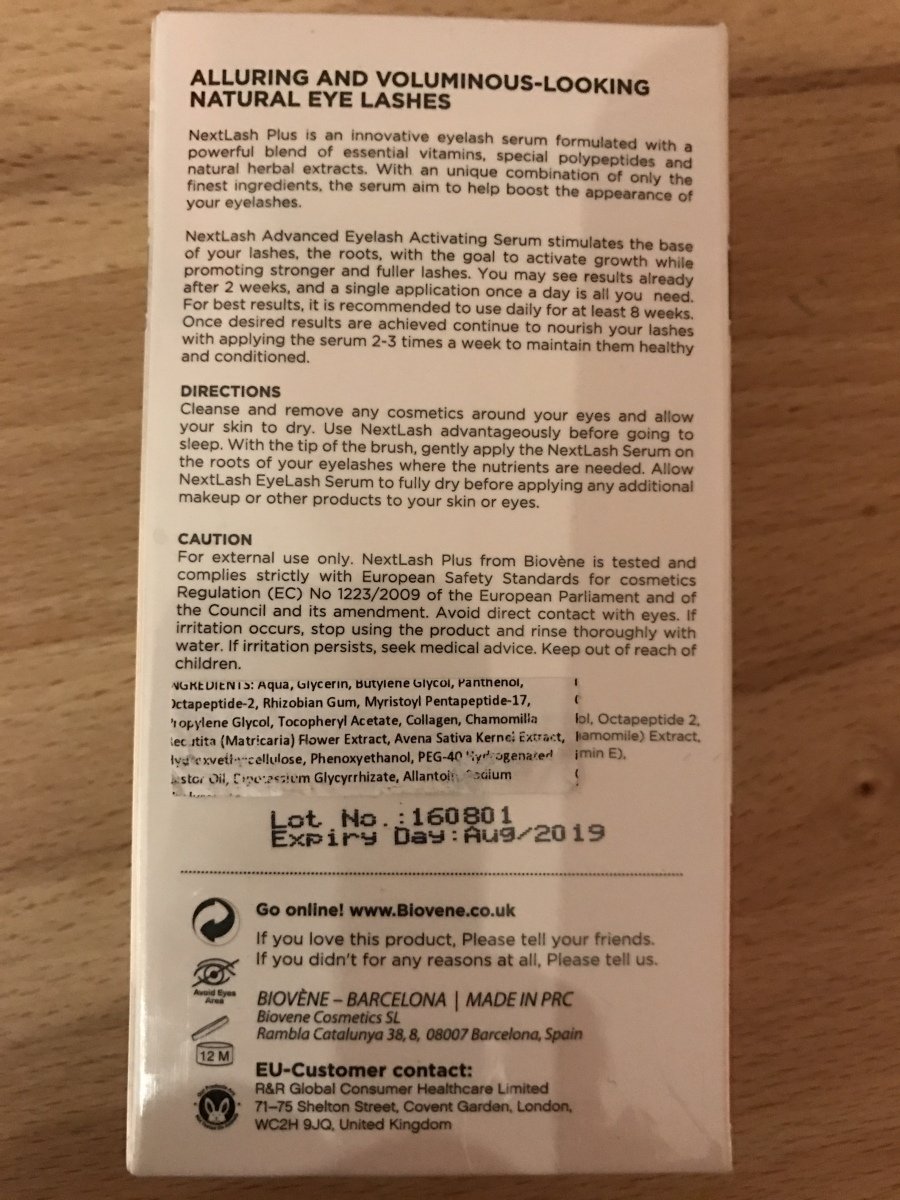 ALLURING AND VOLUMINOUS-LOOKING
NATURAL EYE LASHES
NextLash Plus is an innovative eyelash serum formulated with a
powerful blend of essential vitamins, special polypeptides and
natural herbal extracts. With an unique combination of only the
finest ingredients, the serum aim to help boost the appearance of
your eyelashes.
NextLash Advanced Eyelash Activating Serum stimulates the base
of your lashes, the roots, with the goal to activate growth while
promoting stronger and fuller lashes. You may see results already
after 2 weeks, and a single application once a day is all you need.
For best results, it is recommended to use daily for at least 8 weeks.
Once desired results are achieved continue to nourish your lashes
with applying the serum 2-3 times a week to maintain them healthy
and conditioned.
DIRECTIONS
Cleanse and remove any cosmetics around your eyes and allow
your skin to dry. Use NextLash advantageously before going to
sleep. With the tip of the brush, gently apply the NextLash Serum on
the roots of your eyelashes where the nutrients are needed. Allow
NextLash EyeLash Serum to fully dry before applying any additional
makeup or other products to your skin or eyes.
CAUTION
For external use only. NextLash Plus from Biovène is tested and
complies strictly with European Safety Standards for cosmetics
Regulation (EC) No 1223/2009 of the European Parliament and of
the Council and its amendment. Avoid direct contact with eyes. If
irritation occurs, stop using the product and rinse thoroughly with
water. If irritation persists, seek medical advice. Keep out of reach of
children.
NGREDIENTS: Aqua, Glycerin, Butylene Glycol, Panthenol,
Octapeptide-2, Rhizobian Gum, Myristoyl Pentapeptide-17,
Propylene Glycol, Tocopheryl Acetate, Collagen, Chamomilla ol, Octapeptide 2,
(Matricaria) Flower Extract, Avena Sativa Kernel Extract, amomile) Extract,
Phenoxyethanol, PEG-40 Hydrogenated min E),
Oil, Glycyrrhizate, Allantoin, Sodium
Lot No.:160801
Expiry Day:Aug/2019
Go online! www.Biovene.co.uk
If you love this product, Please tell your friends.
If you didn't for any reasons at all, Please tell us.
Avoid Eyes
Area
BIOVÈNE – BARCELONA | MADE IN PRC
Biovene Cosmetics SL
Rambla Catalunya 38, 8, 08007 Barcelona, Spain
12 M
EU-Customer contact:
R&R Global Consumer Healthcare Limited
71–75 Shelton Street, Covent Garden, London,
WC2H 9JQ, United Kingdom